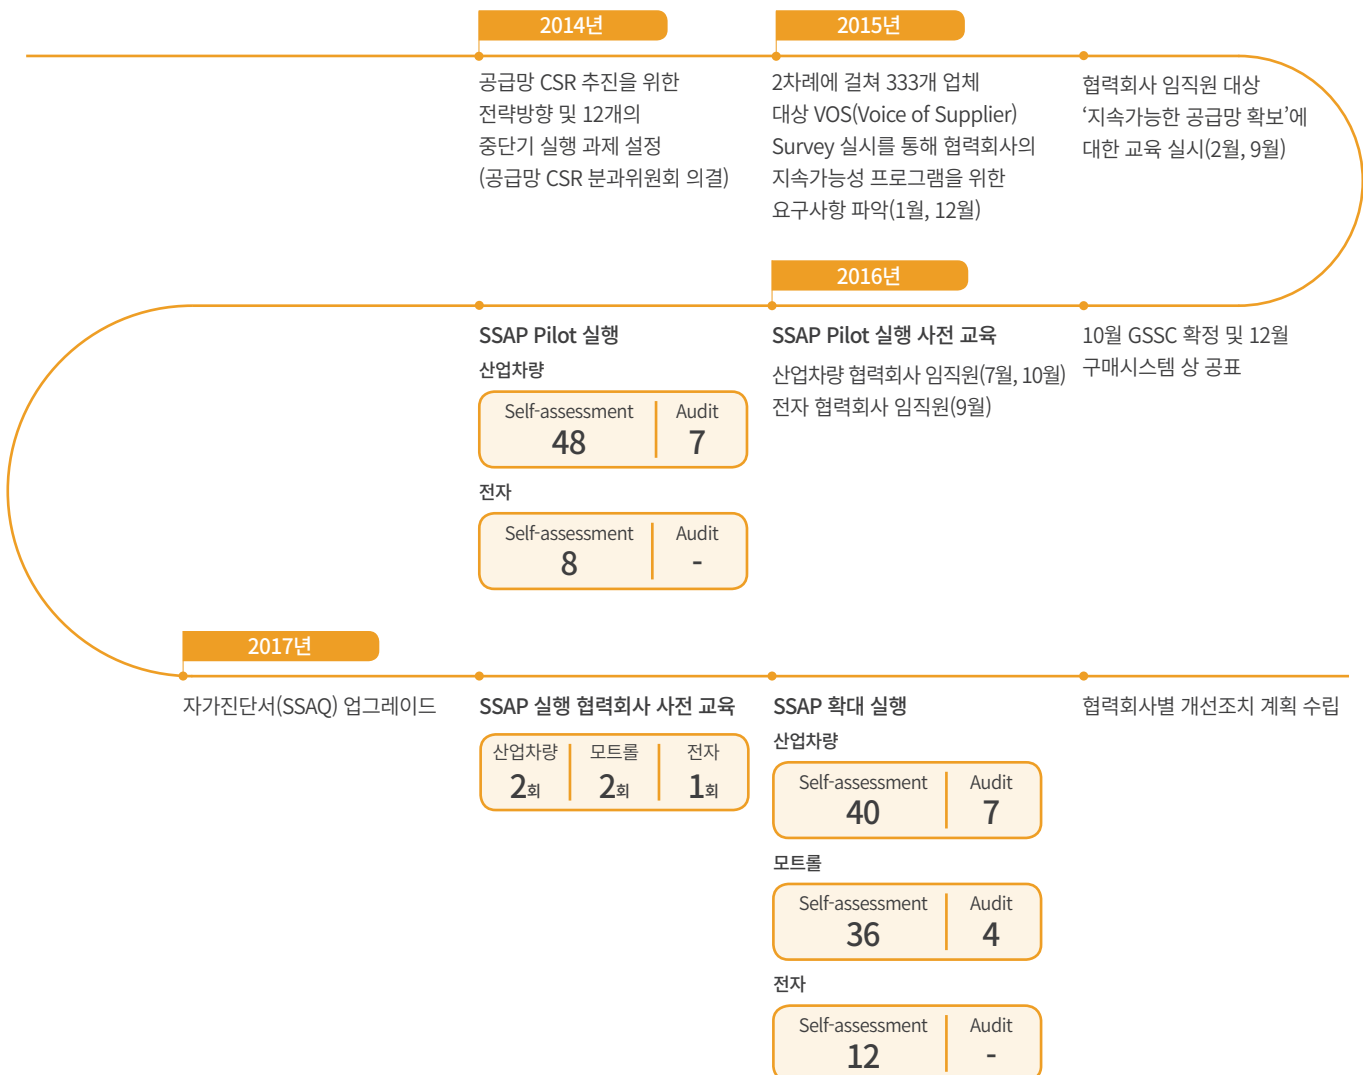 2014년
공급망 CSR 추진을 위한
전략방향 및 12개의
중단기 실행 과제 설정
(공급망 CSR 분과위원회 의결)
2015년
2차례에 걸쳐 333개 업체
대상 VOS(Voice of Supplier)
Survey 실시를 통해 협력회사의
지속가능성 프로그램을 위한
요구사항 파악(1월, 12월)
협력회사 임직원 대상
‘지속가능한 공급망 확보’에
대한 교육 실시(2월, 9월)
10월 GSSC 확정 및 12월
구매시스템 상 공표
2016년
SSAP Pilot 실행 사전 교육
산업차량 협력회사 임직원(7월, 10월)
전자 협력회사 임직원(9월)
SSAP Pilot 실행
산업차량
Self-assessment Audit
48 7
전자
Self-assessment Audit
8 -
2017년
자가진단서(SSAQ) 업그레이드
SSAP 실행 협력회사 사전 교육
산업차량 모트롤 전자
2회 2회 1회
SSAP 확대 실행
산업차량
Self-assessment Audit
40 7
모트롤
Self-assessment Audit
36 4
전자
Self-assessment Audit
12 -
협력회사별 개선조치 계획 수립